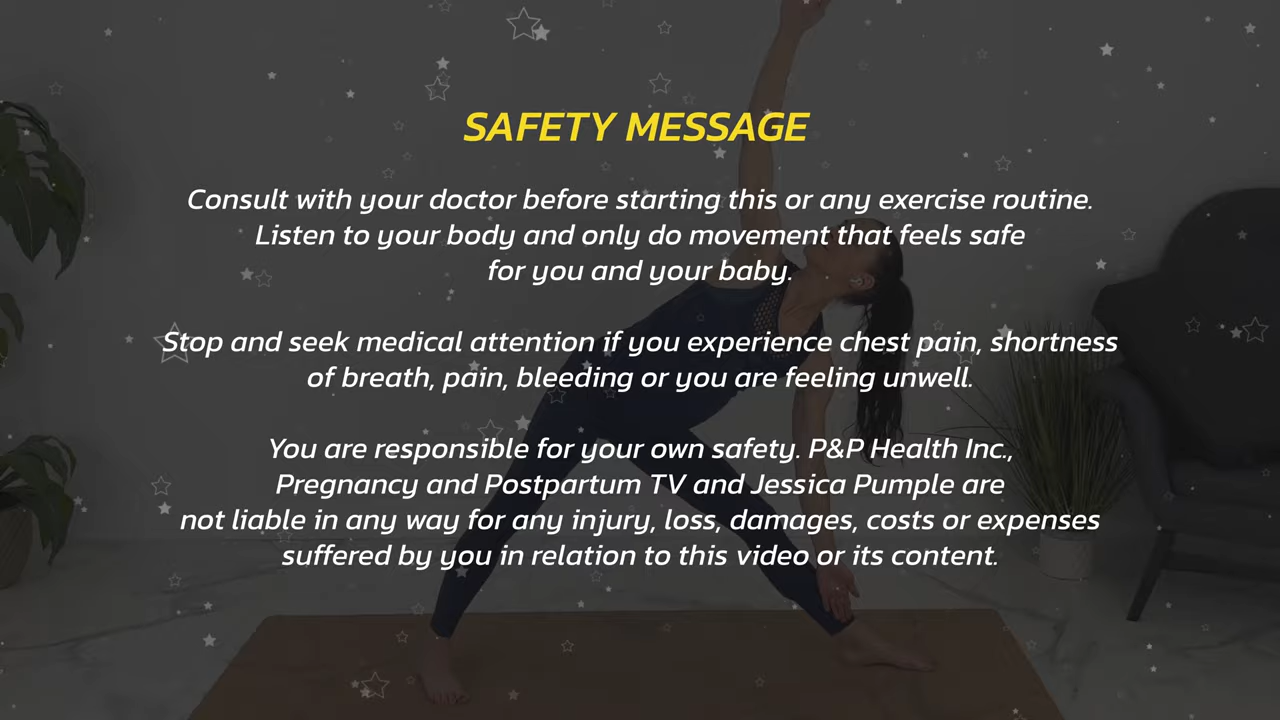 SAFETY MESSAGE
Consult with your doctor before starting this or any exercise routine.
Listen to your body and only do movement that feels safe
for you and your baby.
Stop and seek medical attention if you experience chest pain, shortness
of breath, pain, bleeding or you are feeling unwell.
You are responsible for your own safety. P&P Health Inc.,
Pregnancy and Postpartum TV and Jessica Pumple are
not liable in any way for any injury, loss, damages, costs or expenses
suffered by you in relation to this video or its content.